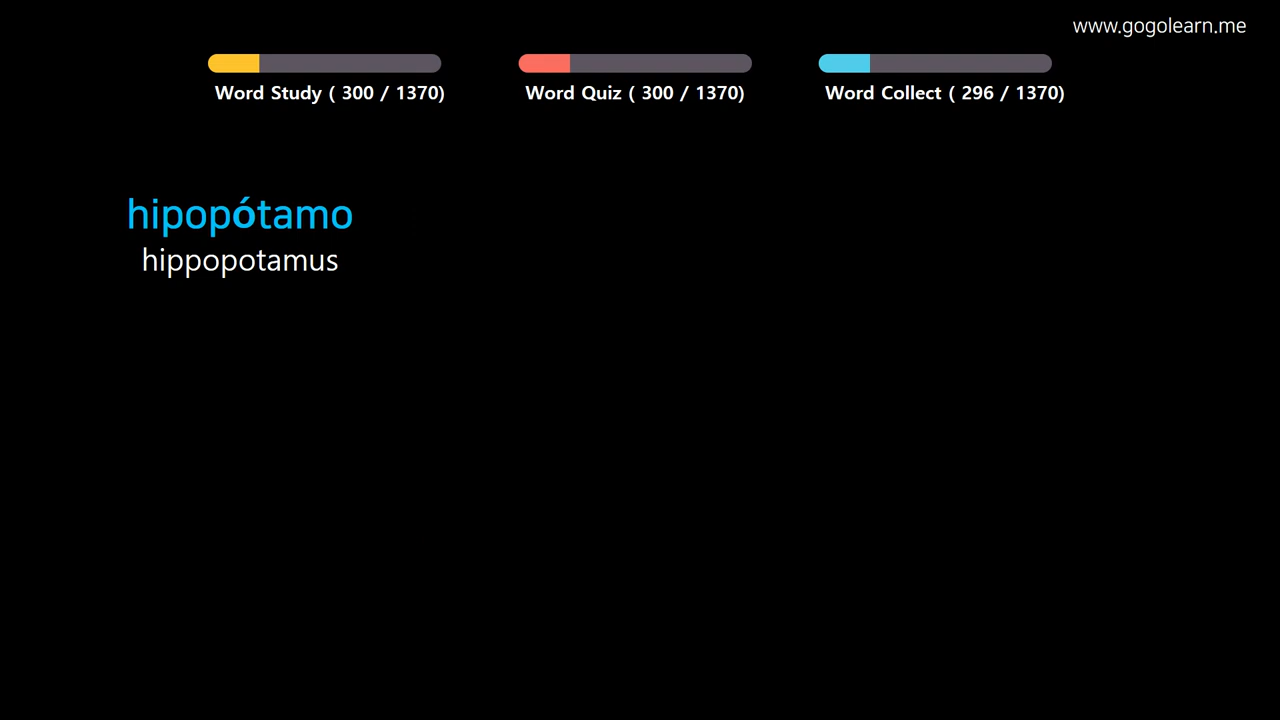 www.gogolearn.me
Word Study ( 300 / 1370)
Word Quiz ( 300 / 1370)
Word Collect ( 296 / 1370)
hipopótamo
hippopotamus